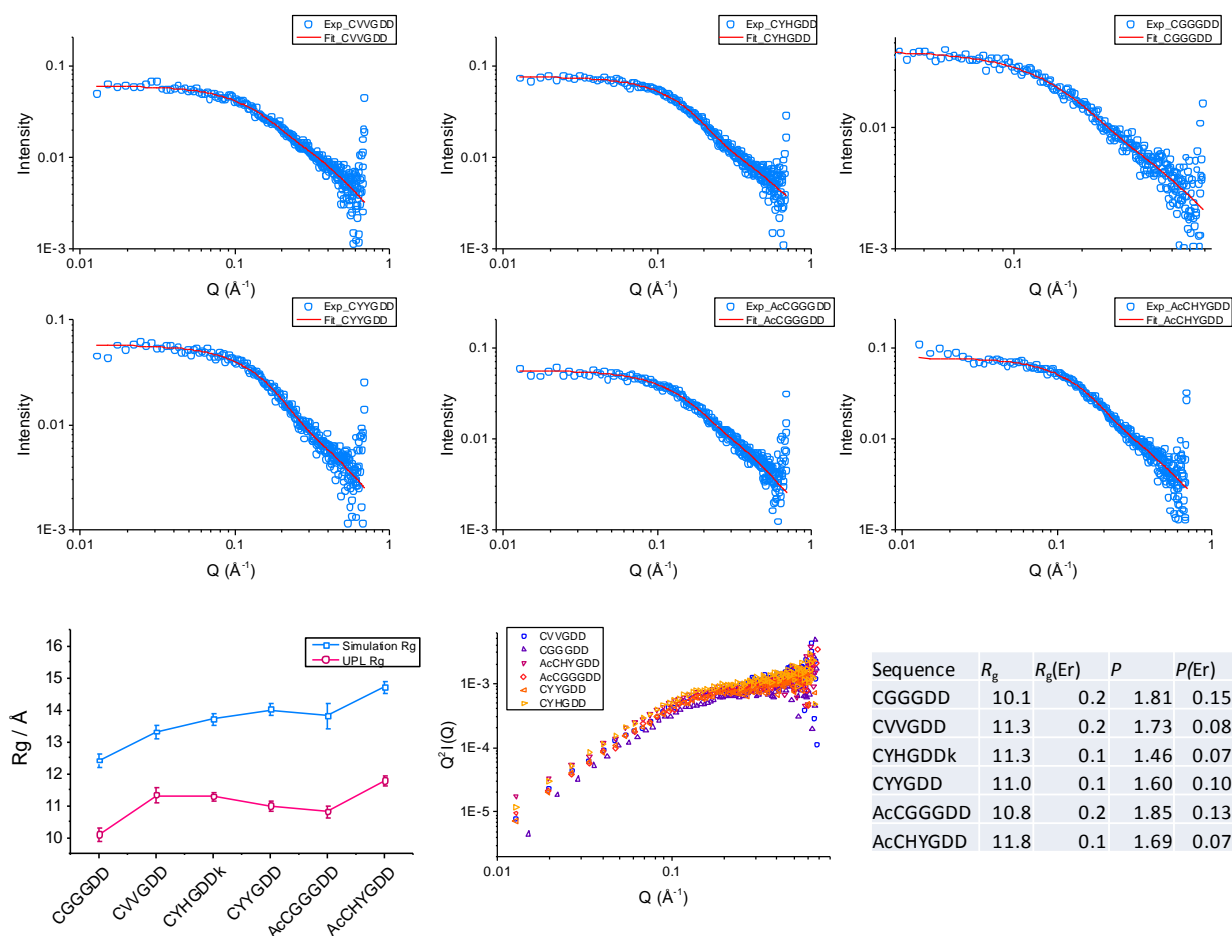 Exp_CVVGDD
Fit_CVVGDD
0.1
0.01
1E-3
Intensity
0.01
0.1
1
Q (Å-1)
Exp_CYHGDD
Fit_CYHGDD
0.1
0.01
1E-3
Intensity
0.01
0.1
1
Q (Å-1)
Exp_CGGGDD
Fit_CGGGDD
0.01
1E-3
Intensity
0.1
Q (Å-1)
Exp_CYYGDD
Fit_CYYGDD
0.1
0.01
1E-3
Intensity
0.01
0.1
1
Q (Å-1)
Exp_AcCGGGDD
Fit_AcCGGGDD
0.1
0.01
1E-3
Intensity
0.01
0.1
1
Q (Å-1)
Exp_AcCHYGDD
Fit_AcCHYGDD
0.1
0.01
1E-3
Intensity
0.01
0.1
1
Q (Å-1)
Simulation Rg
UPL Rg
16
15
14
13
12
11
10
Rg / Å
CGGGDD
CVVGDD
CYHGDDk
CYYGDD
AcCGGGDD
AcCHYGDD
CVVGDD
CGGGDD
AcCHYGDD
AcCGGGDD
CYYGDD
CYHGDD
1E-3
1E-4
1E-5
Q2I(Q)
0.01
0.1
1
Q (Å-1)
Sequence Rg Rg(Er) P P(Er)
CGGGDD 10.1 0.2 1.81 0.15
CVVGDD 11.3 0.2 1.73 0.08
CYHGDDk 11.3 0.1 1.46 0.07
CYYGDD 11.0 0.1 1.60 0.10
AcCGGGDD 10.8 0.2 1.85 0.13
AcCHYGDD 11.8 0.1 1.69 0.07